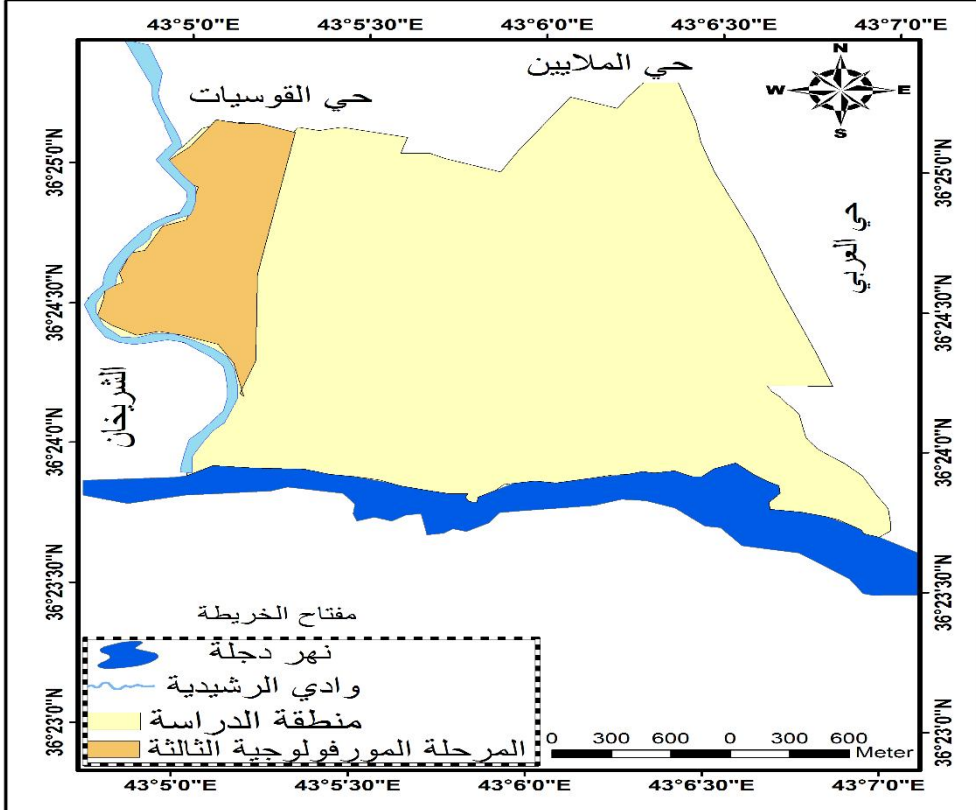 43°5'0"E 43°5'30"E 43°6'0"E 43°6'30"E 43°7'0"E
حي الملايين
حي القوسيات
N
W E
S
36°25'0"N 36°25'0"N
حي العربي
36°24'30"N 36°24'30"N
الشريخان
36°24'0"N 36°24'0"N
36°23'30"N 36°23'30"N
مفتاح الخريطة
نهر دجلة
وادي الرشيدية
منطقة الدراسة
المرحلة المورفولوجية الثالثة
36°23'0"N 36°23'0"N
0 300 600 0 300 600
Meter
43°5'0"E 43°5'30"E 43°6'0"E 43°6'30"E 43°7'0"E